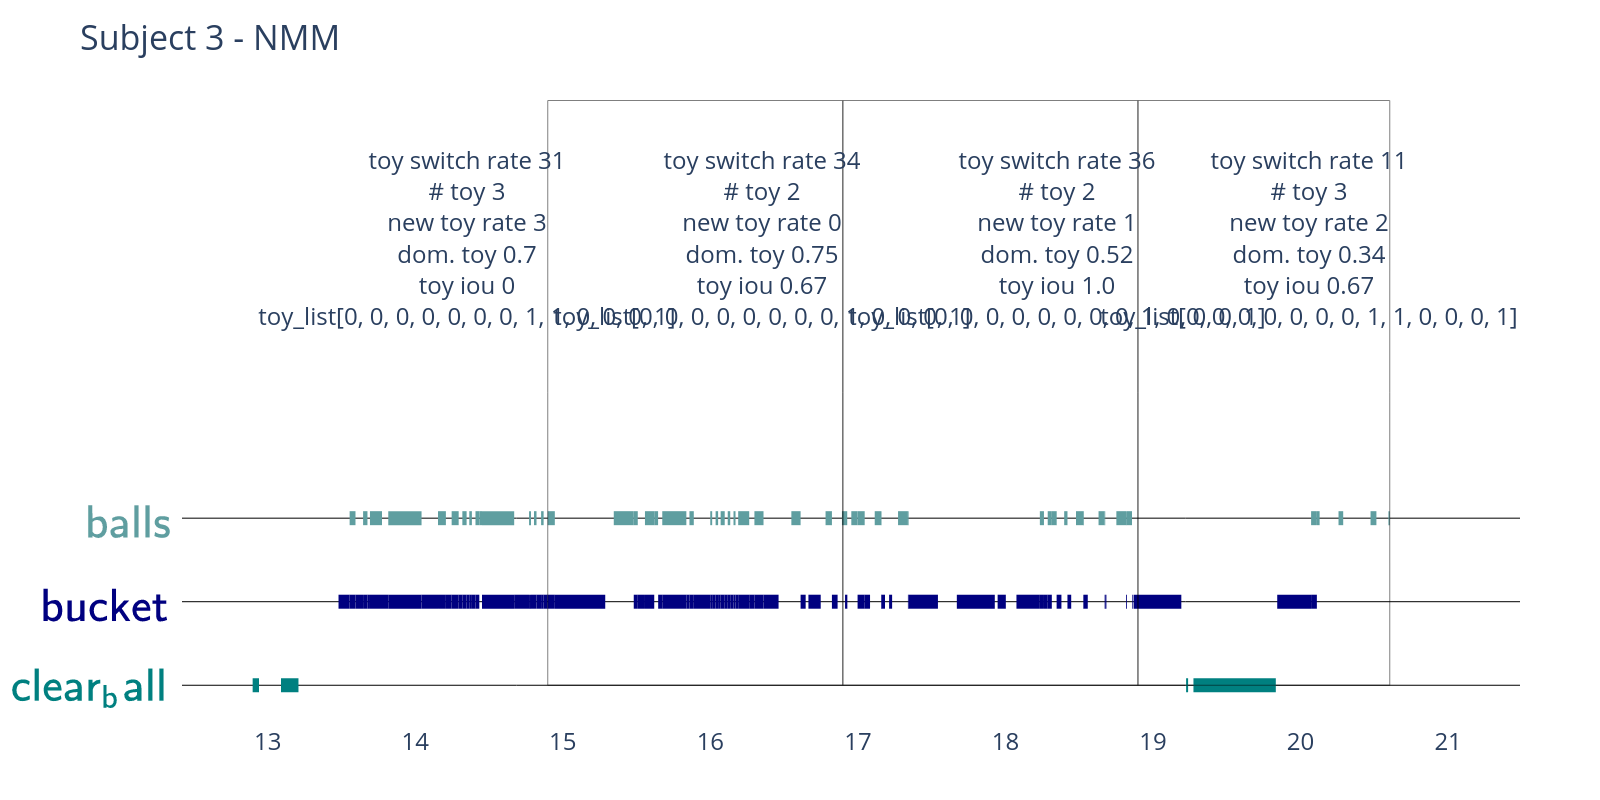 Subject 3 - NMM
toy switch rate 31
# toy 3
new toy rate 3
dom. toy 0.7
toy iou 0
toy_list[0, 0, 0, 0, 0, 0, 0, 1, 1, 0, 0, 0, 1]
toy switch rate 34
# toy 2
new toy rate 0
dom. toy 0.75
toy iou 0.67
toy_list[0, 0, 0, 0, 0, 0, 0, 0, 1, 0, 0, 0, 1]
toy switch rate 36
# toy 2
new toy rate 1
dom. toy 0.52
toy iou 1.0
toy_list[0, 0, 0, 0, 0, 0, 0, 0, 1, 0, 0, 0, 1]
toy switch rate 11
# toy 3
new toy rate 2
dom. toy 0.34
toy iou 0.67
toy_list[0, 0, 0, 0, 0, 0, 0, 1, 1, 0, 0, 0, 1]
balls
bucket
clear_ball
13 14 15 16 17 18 19 20 21